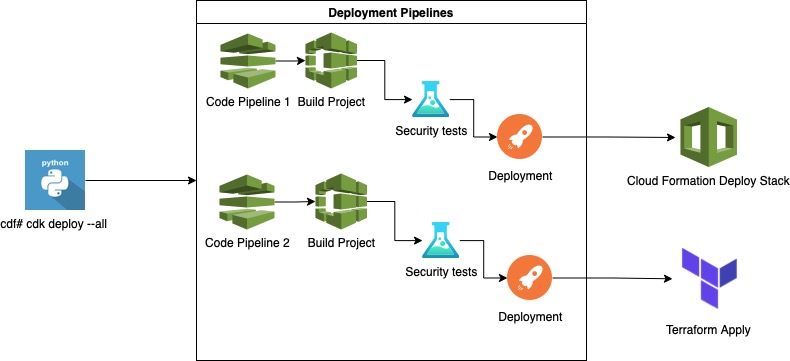 Deployment Pipelines
Code Pipeline 1
Build Project
Security tests
Deployment
Cloud Formation Deploy Stack
python
cdf# cdk deploy --all
Code Pipeline 2
Build Project
Security tests
Deployment
Terraform Apply